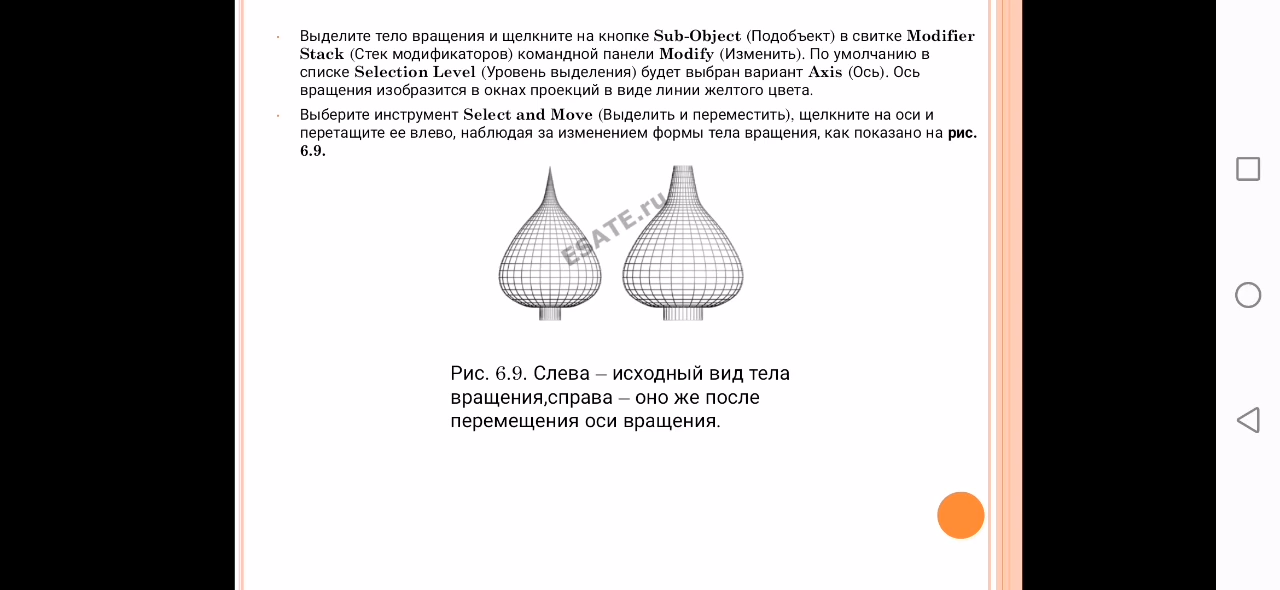 Выделите тело вращения и щелкните на кнопке Sub-Object (Подобъект) в свитке Modifier
Stack (Стек модификаторов) командной панели Modify (Изменить). По умолчанию в
списке Selection Level (Уровень выделения) будет выбран вариант Axis (Ось). Ось
вращения изобразится в окнах проекций в виде линии желтого цвета.
Выберите инструмент Select and Move (Выделить и переместить), щелкните на оси и
перетащите ее влево, наблюдая за изменением формы тела вращения, как показано на рис.
6.9.
ESATE.ru
Рис. 6.9. Слева – исходный вид тела
вращения,справа – оно же после
перемещения оси вращения.